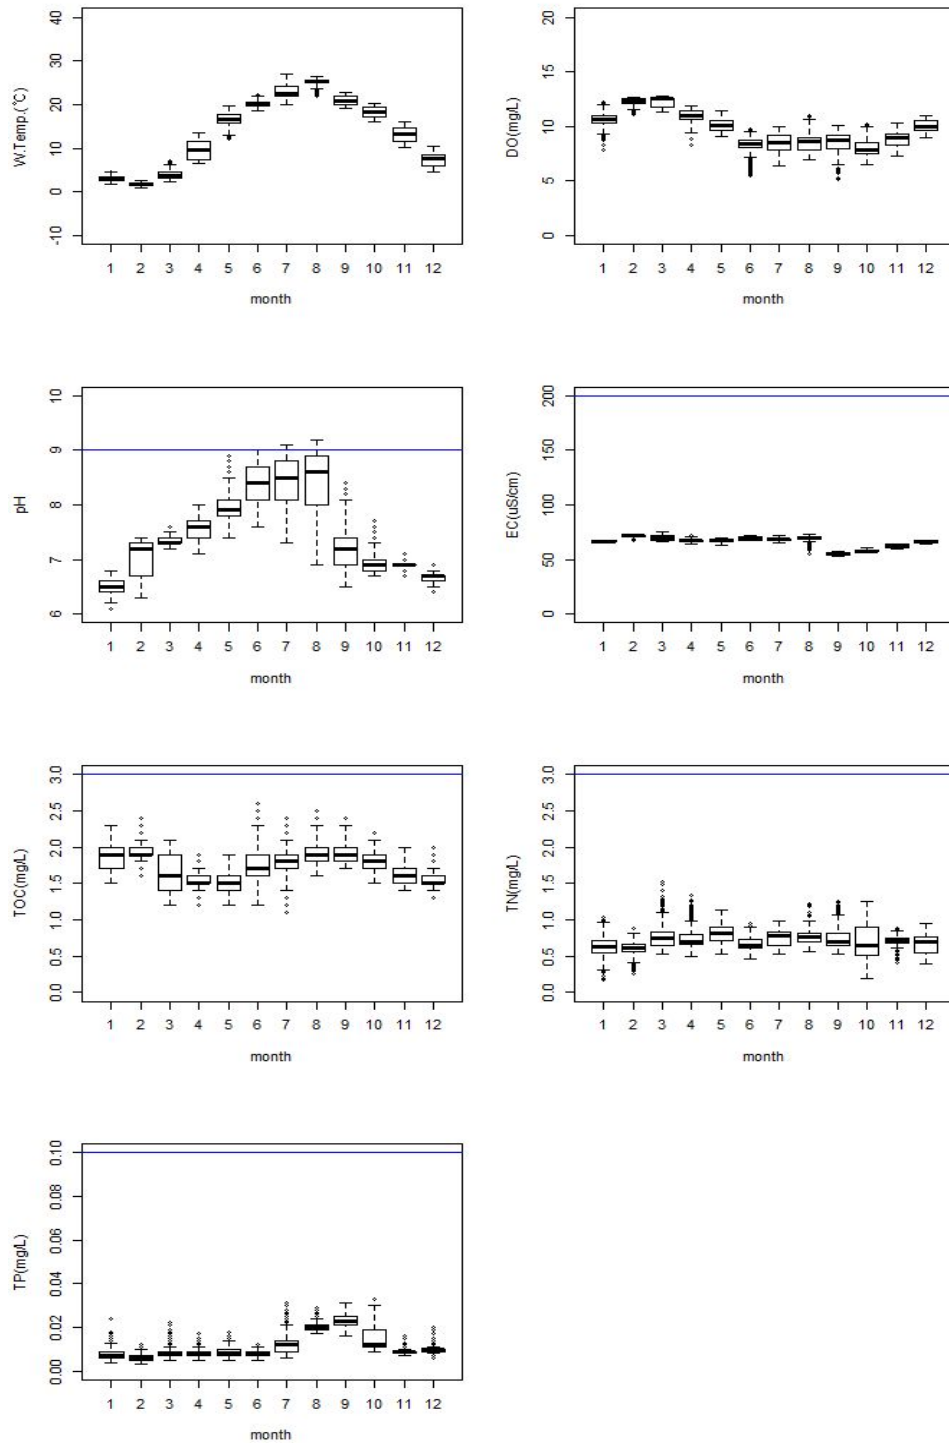 W.Temp.(℃)
40
30
20
10
0
-10
1 2 3 4 5 6 7 8 9 10 11 12
month
DO(mg/L)
20
15
10
5
0
1 2 3 4 5 6 7 8 9 10 11 12
month
pH
10
9
8
7
6
1 2 3 4 5 6 7 8 9 10 11 12
month
EC(uS/cm)
200
150
100
50
0
1 2 3 4 5 6 7 8 9 10 11 12
month
TOC(mg/L)
3.0
2.5
2.0
1.5
1.0
0.5
0.0
1 2 3 4 5 6 7 8 9 10 11 12
month
TN(mg/L)
3.0
2.5
2.0
1.5
1.0
0.5
0.0
1 2 3 4 5 6 7 8 9 10 11 12
month
TP(mg/L)
0.10
0.08
0.06
0.04
0.02
0.00
1 2 3 4 5 6 7 8 9 10 11 12
month